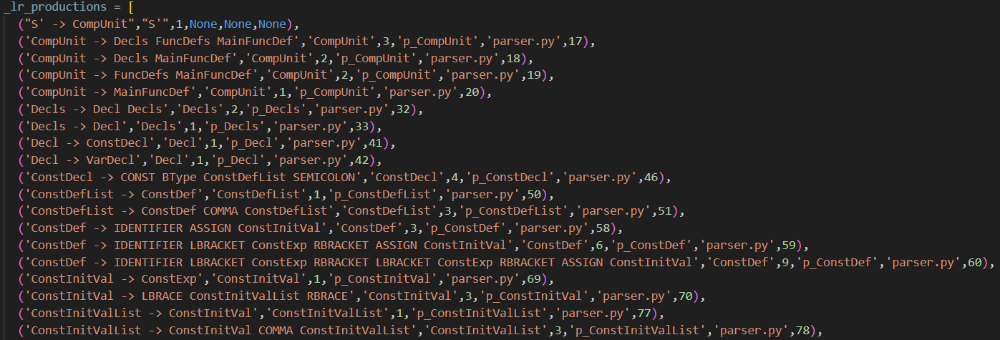 _lr_productions = [
("S' -> CompUnit","S'",1,None,None,None),
('CompUnit -> Decls FuncDefs MainFuncDef','CompUnit',3,'p_CompUnit','parser.py',17),
('CompUnit -> Decls MainFuncDef','CompUnit',2,'p_CompUnit','parser.py',18),
('CompUnit -> FuncDefs MainFuncDef','CompUnit',2,'p_CompUnit','parser.py',19),
('CompUnit -> MainFuncDef','CompUnit',1,'p_CompUnit','parser.py',20),
('Decls -> Decl Decls','Decls',2,'p_Decls','parser.py',32),
('Decls -> Decl','Decls',1,'p_Decls','parser.py',33),
('Decl -> ConstDecl','Decl',1,'p_Decl','parser.py',41),
('Decl -> VarDecl','Decl',1,'p_Decl','parser.py',42),
('ConstDecl -> CONST BType ConstDefList SEMICOLON','ConstDecl',4,'p_ConstDecl','parser.py',46),
('ConstDefList -> ConstDef','ConstDefList',1,'p_ConstDefList','parser.py',50),
('ConstDefList -> ConstDef COMMA ConstDefList','ConstDefList',3,'p_ConstDefList','parser.py',51),
('ConstDef -> IDENTIFIER ASSIGN ConstInitVal','ConstDef',3,'p_ConstDef','parser.py',58),
('ConstDef -> IDENTIFIER LBRACKET ConstExp RBRACKET ASSIGN ConstInitVal','ConstDef',6,'p_ConstDef','parser.py',59),
('ConstDef -> IDENTIFIER LBRACKET ConstExp RBRACKET LBRACKET ConstExp RBRACKET ASSIGN ConstInitVal','ConstDef',9,'p_ConstDef','parser.py',60),
('ConstInitVal -> ConstExp','ConstInitVal',1,'p_ConstInitVal','parser.py',69),
('ConstInitVal -> LBRACE ConstInitValList RBRACE','ConstInitVal',3,'p_ConstInitVal','parser.py',70),
('ConstInitValList -> ConstInitVal','ConstInitValList',1,'p_ConstInitValList','parser.py',77),
('ConstInitValList -> ConstInitVal COMMA ConstInitValList','ConstInitValList',3,'p_ConstInitValList','parser.py',78),